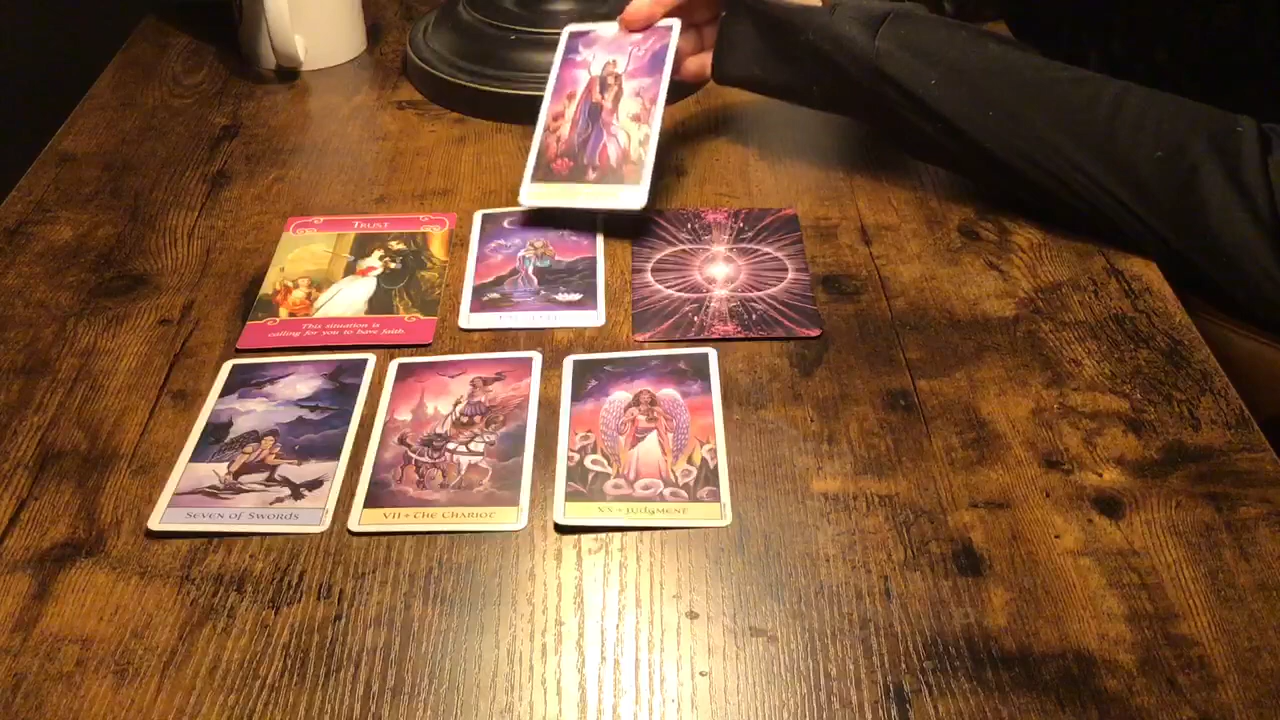 TRUST
This situation is
calling for you to have faith.
SEVEN OF SWORDS
VII + THE CHARIOT
XX + JUDGMENT